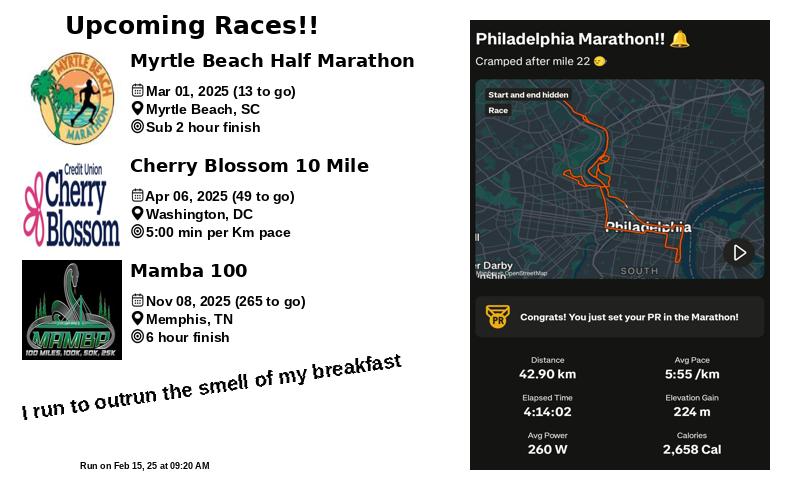 Upcoming Races!!
MYRTLE BEACH
MARATHON
Myrtle Beach Half Marathon
Mar 01, 2025 (13 to go)
Myrtle Beach, SC
Sub 2 hour finish
Credit Union
Cherry
Blossom
Cherry Blossom 10 Mile
Apr 06, 2025 (49 to go)
Washington, DC
5:00 min per Km pace
MAMBA
100 MILES, 100K, 50K, 25K
Mamba 100
Nov 08, 2025 (265 to go)
Memphis, TN
6 hour finish
I run to outrun the smell of my breakfast
Run on Feb 15, 25 at 09:20 AM
Philadelphia Marathon!! 🔔
Cramped after mile 22
Start and end hidden
Race
Philadelphia
ll
r Darby
SOUTH
OpenStreetMap
PR
Congrats! You just set your PR in the Marathon!
Distance
42.90 km
Avg Pace
5:55 /km
Elapsed Time
4:14:02
Elevation Gain
224 m
Avg Power
260 W
Calories
2,658 Cal